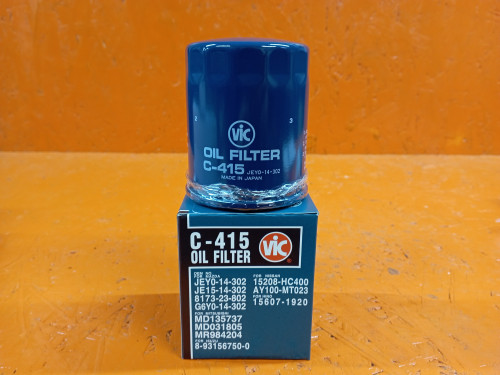 2 3
VIC
OIL FILTER
C-415 JEY0-14-302
MADE IN JAPAN
C-415
OIL FILTER
VIC
FOR MAZDA
JEY0-14-302
JE15-14-302
8173-23-802
G6Y0-14-302
FOR MITSUBISHI
MD135737
MD031805
MR984204
FOR ISUZU
8-93156750-0
FOR NISSAN
15208-HC400
AY100-MT023
FOR HINO
15607-1920